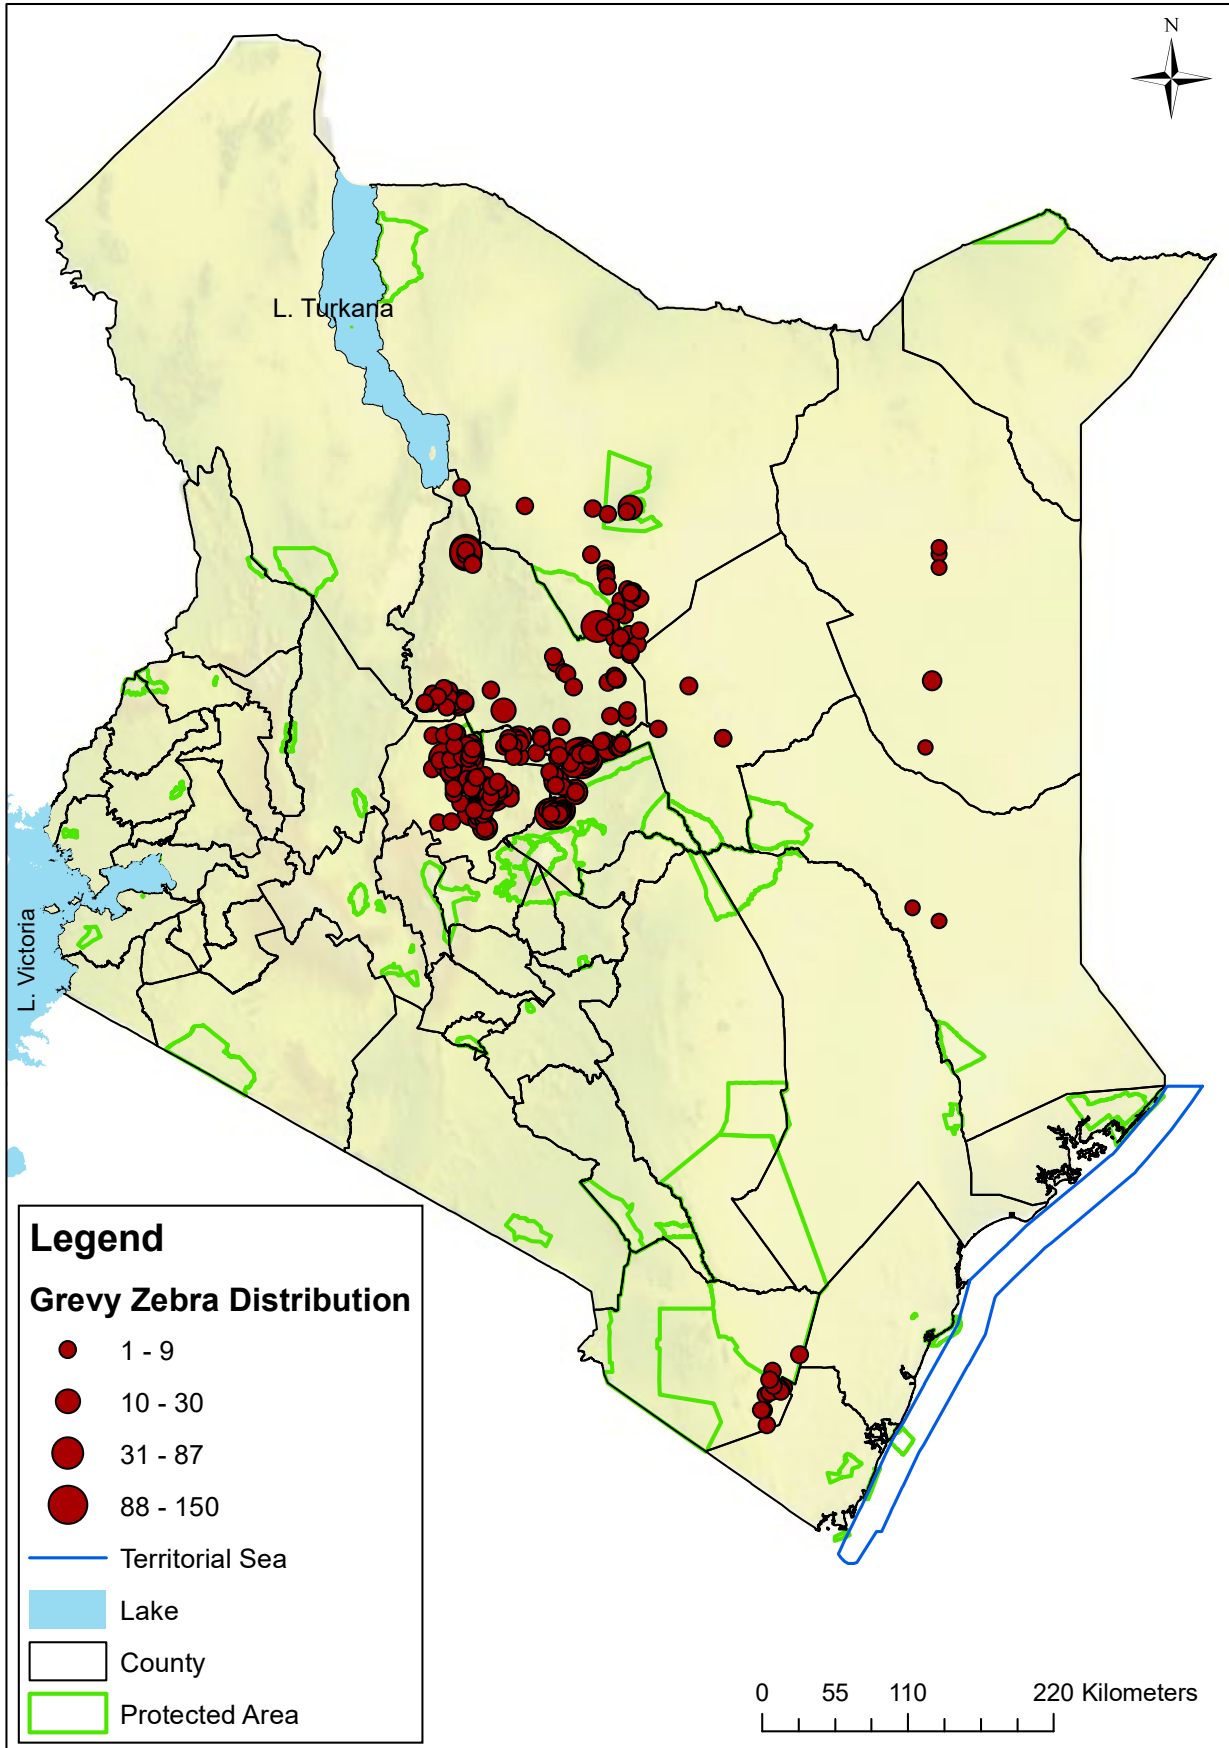 N
L. Turkana
L. Victoria
Legend
Grevy Zebra Distribution
1 - 9
10 - 30
31 - 87
88 - 150
Territorial Sea
Lake
County
Protected Area
0 55 110 220 Kilometers